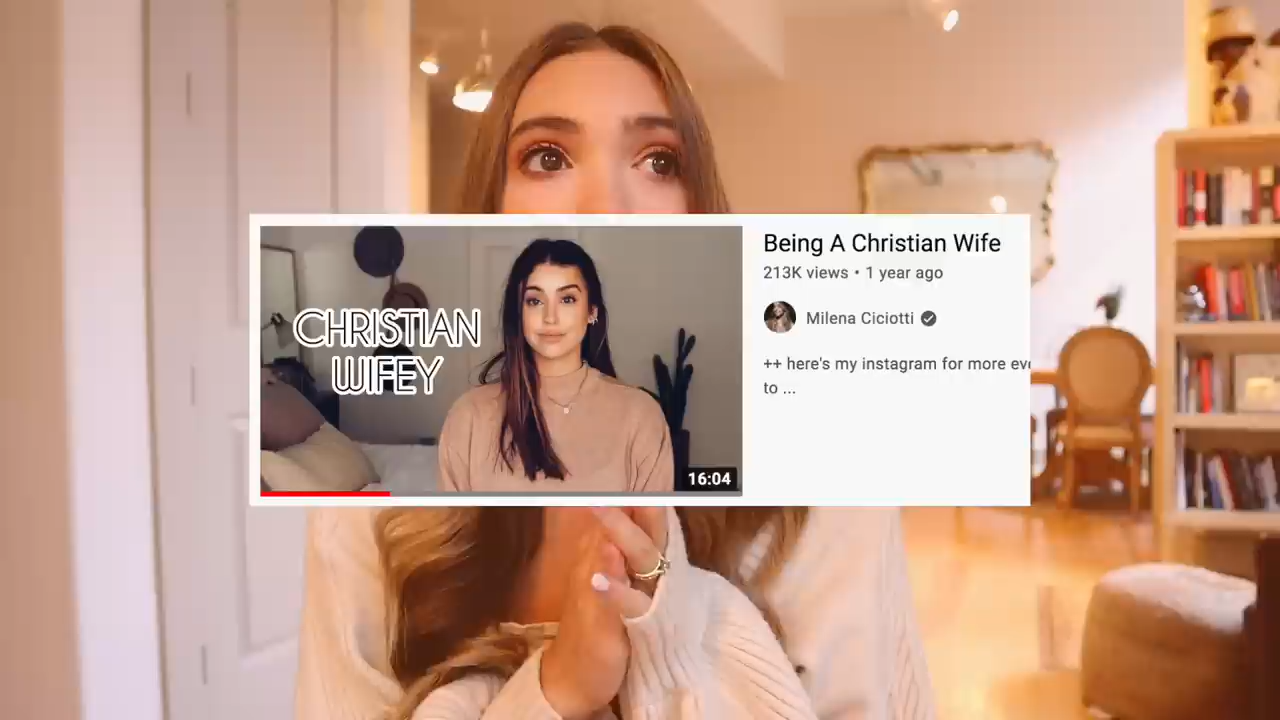 CHRISTIAN
WIFEY
16:04
Being A Christian Wife
213K views • 1 year ago
Milena Ciciotti
++ here's my instagram for more eve
to ...